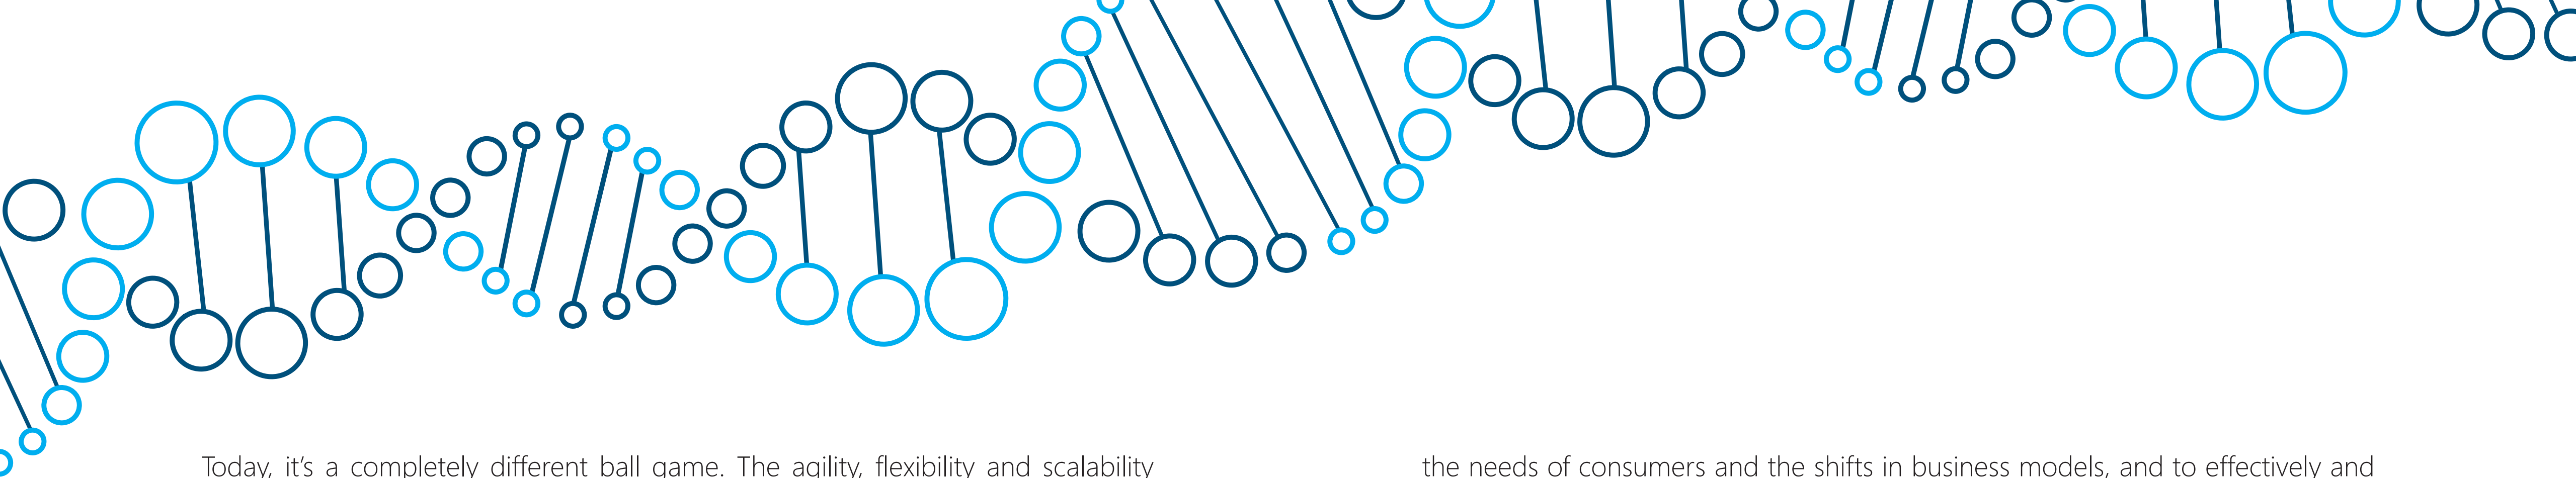 Today, it's a completely different ball game. The agility, flexibility and scalability
the needs of consumers and the shifts in business models, and to effectively and